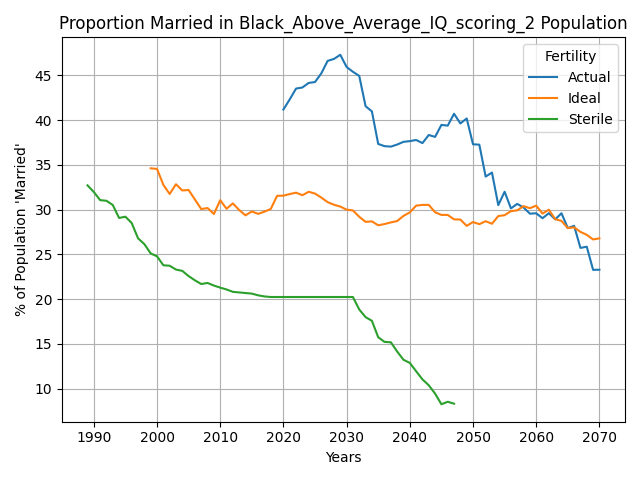 Proportion Married in Black_Above_Average_IQ_scoring_2 Population
% of Population 'Married'
45
40
35
30
25
20
15
10
Fertility
Actual
Ideal
Sterile
1990 2000 2010 2020 2030 2040 2050 2060 2070
Years